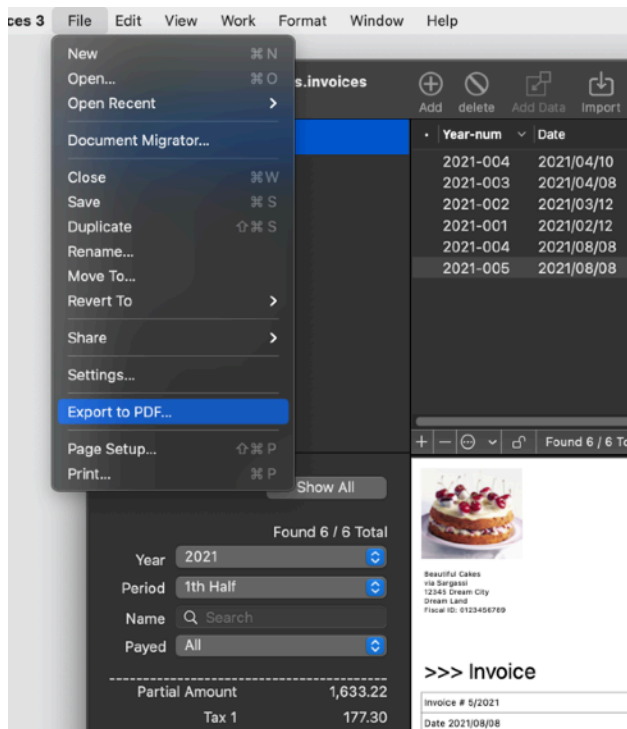 ces 3 File Edit View Work Format Window Help
New ⌘ N
Open... ⌘ O
Open Recent
Document Migrator...
Close ⌘ W
Save ⌘ S
Duplicate ⇧ ⌘ S
Rename...
Move To...
Revert To
Share
Settings...
Export to PDF...
Page Setup... ⇧ ⌘ P
Print... ⌘ P
s.invoices
Add delete Add Data Import
Year-num Date
2021-004 2021/04/10
2021-003 2021/04/08
2021-002 2021/03/12
2021-001 2021/02/12
2021-004 2021/08/08
2021-005 2021/08/08
Found 6 / 6 To
Show All
Found 6 / 6 Total
Year 2021
Period 1th Half
Name Search
Payed All
Partial Amount 1,633.22
Tax 1 177.30
Beautiful Cakes
via Sargassi
12345 Dream City
Dream Land
Fiscal ID: 0123456789
>>> Invoice
Invoice # 5/2021
Date 2021/08/08